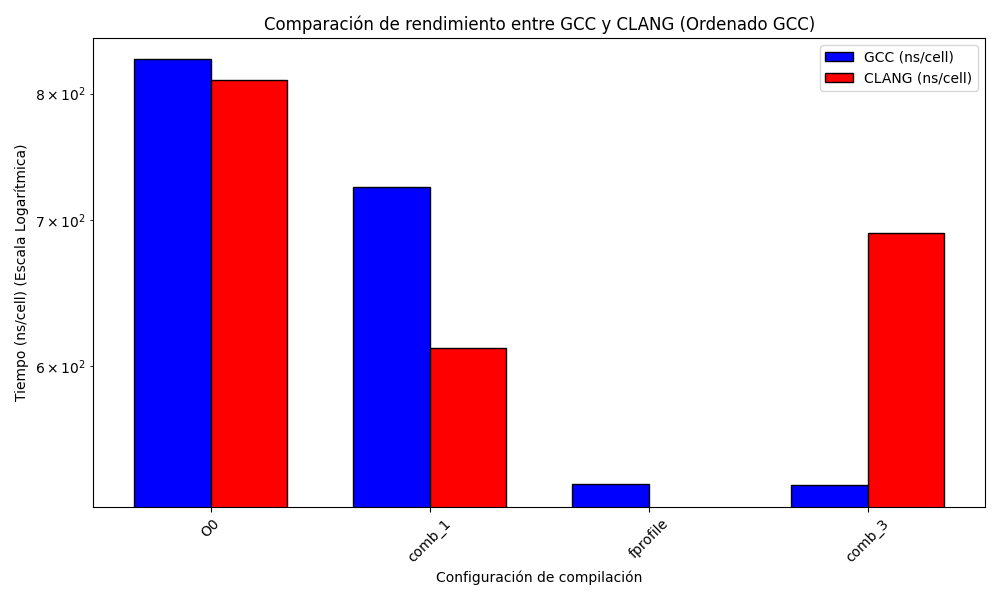 Comparación de rendimiento entre GCC y CLANG (Ordenado GCC)
GCC (ns/cell)
CLANG (ns/cell)
Tiempo (ns/cell) (Escala Logarítmica)
8 × 10²
7 × 10²
6 × 10²
O0
comb_1
fprofile
comb_3
Configuración de compilación